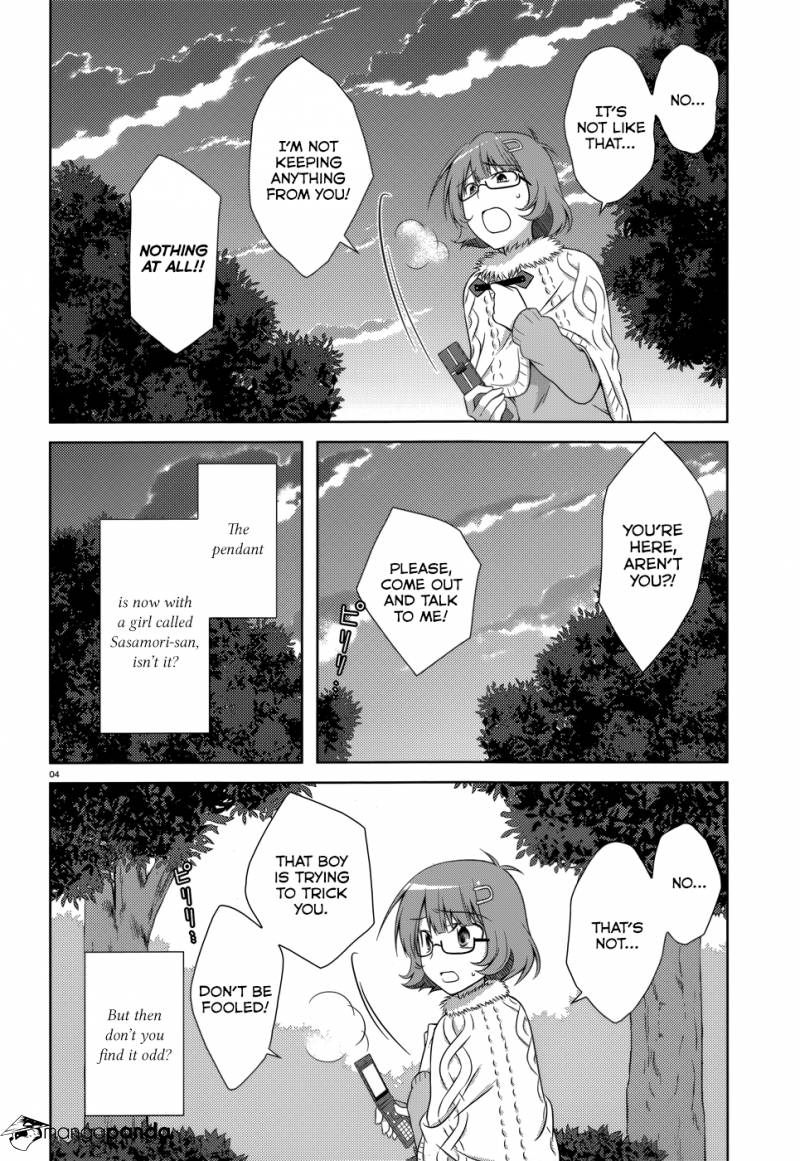 NO...
IT'S
NOT LIKE
THAT...
I'M NOT
KEEPING
ANYTHING
FROM YOU!
NOTHING
AT ALL!!
YOU'RE
HERE,
AREN'T
YOU?!
PLEASE,
COME OUT
AND TALK
TO ME!
ピリリ…
The
pendant
is now with
a girl called
Sasamori-san,
isn't it?
04
NO...
THAT'S
NOT...
THAT BOY
IS TRYING
TO TRICK
YOU.
DON'T BE
FOOLED!
ピリリ…
But then
don't you
find it odd?
mangapanda